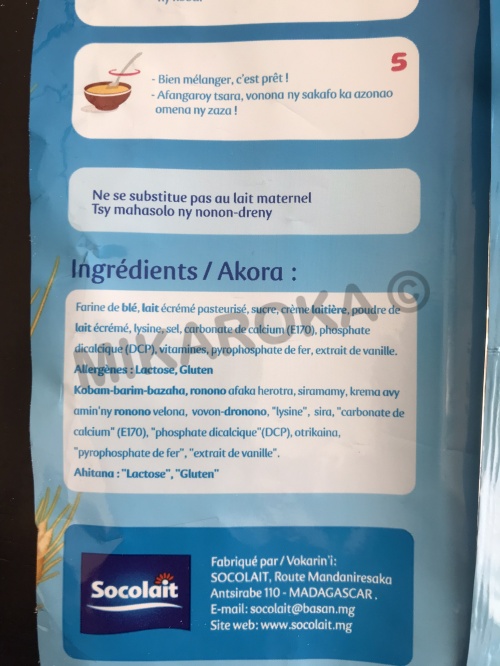 5
- Bien mélanger, c'est prêt !
- Afangaroy tsara, vonona ny sakafo ka azonao
omena ny zaza !
Ne se substitue pas au lait maternel
Tsy mahasolo ny nonon-dreny
Ingrédients / Akora :
Farine de blé, lait écrémé pasteurisé, sucre, crème laitière, poudre de
lait écrémé, lysine, sel, carbonate de calcium (E170), phosphate
dicalcique (DCP), vitamines, pyrophosphate de fer, extrait de vanille.
Allergènes : Lactose, Gluten
Kobam-barim-bazaha, ronono afaka herotra, siramamy, krema avy
amin'ny ronono velona, vovon-dronono, "lysine", sira, "carbonate de
calcium" (E170), "phosphate dicalcique"(DCP), otrikaina,
"pyrophosphate de fer", "extrait de vanille".
Ahitana : "Lactose", "Gluten"
MIKAROKA ©
Socolait
Fabriqué par / Vokarin'i :
SOCOLAIT, Route Mandaniresaka
Antsirabe 110 - MADAGASCAR .
E-mail : socolait@basan.mg
Site web : www.socolait.mg